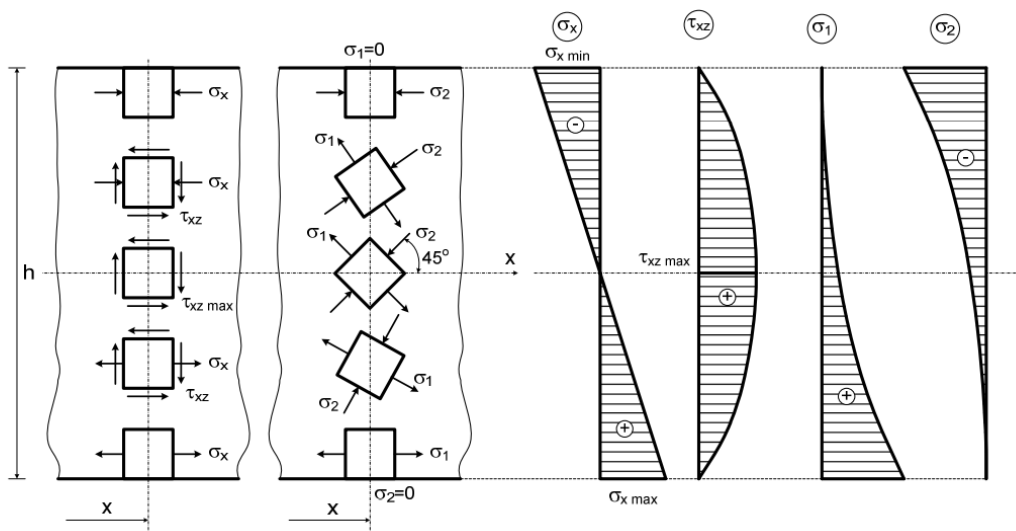 σx
τxz
σ1
σ2
σ1=0
σx min
σx
σ2
-
σ1
σ2
-
σx
τxz
σ1
σ2
45°
x
τxz max
h
τxz max
+
σx
τxz
σ1
σ2
+
+
σx
σ1
σ2=0
σx max
x
x